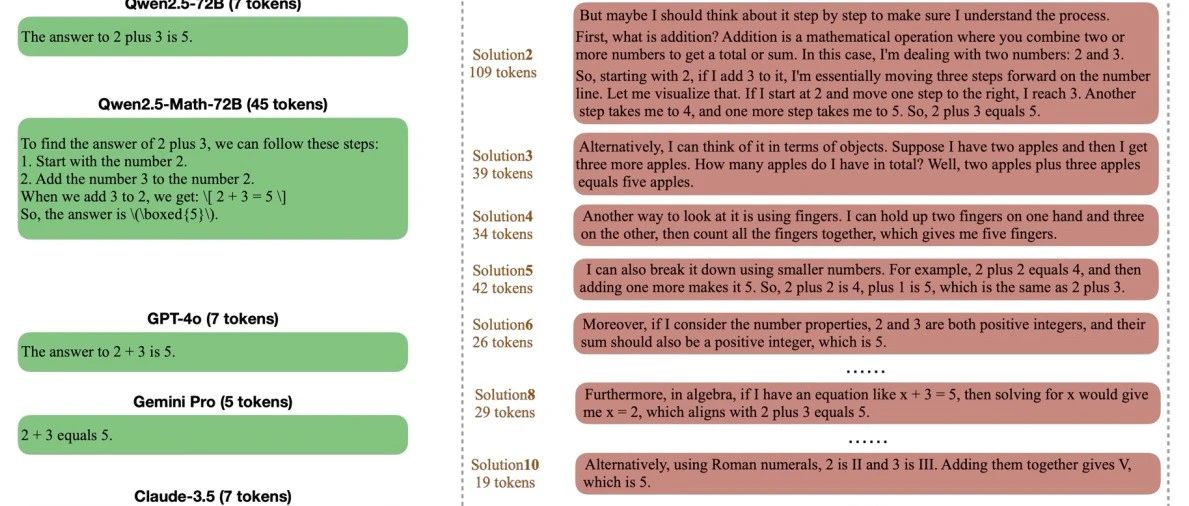 Qwen2.5-72B (7 tokens)
The answer to 2 plus 3 is 5.
Qwen2.5-Math-72B (45 tokens)
To find the answer of 2 plus 3, we can follow these steps:
1. Start with the number 2.
2. Add the number 3 to the number 2.
When we add 3 to 2, we get: \[ 2 + 3 = 5 \]
So, the answer is \(\boxed{5}\).
GPT-4o (7 tokens)
The answer to 2 + 3 is 5.
Gemini Pro (5 tokens)
2 + 3 equals 5.
Claude-3.5 (7 tokens)
Solution2
109 tokens
But maybe I should think about it step by step to make sure I understand the process.
First, what is addition? Addition is a mathematical operation where you combine two or
more numbers to get a total or sum. In this case, I'm dealing with two numbers: 2 and 3.
So, starting with 2, if I add 3 to it, I'm essentially moving three steps forward on the number
line. Let me visualize that. If I start at 2 and move one step to the right, I reach 3. Another
step takes me to 4, and one more step takes me to 5. So, 2 plus 3 equals 5.
Solution3
39 tokens
Alternatively, I can think of it in terms of objects. Suppose I have two apples and then I get
three more apples. How many apples do I have in total? Well, two apples plus three apples
equals five apples.
Solution4
34 tokens
Another way to look at it is using fingers. I can hold up two fingers on one hand and three
on the other, then count all the fingers together, which gives me five fingers.
Solution5
42 tokens
I can also break it down using smaller numbers. For example, 2 plus 2 equals 4, and then
adding one more makes it 5. So, 2 plus 2 is 4, plus 1 is 5, which is the same as 2 plus 3.
Solution6
26 tokens
Moreover, if I consider the number properties, 2 and 3 are both positive integers, and their
sum should also be a positive integer, which is 5.
......
Solution8
29 tokens
Furthermore, in algebra, if I have an equation like x + 3 = 5, then solving for x would give
me x = 2, which aligns with 2 plus 3 equals 5.
......
Solution10
19 tokens
Alternatively, using Roman numerals, 2 is II and 3 is III. Adding them together gives V,
which is 5.